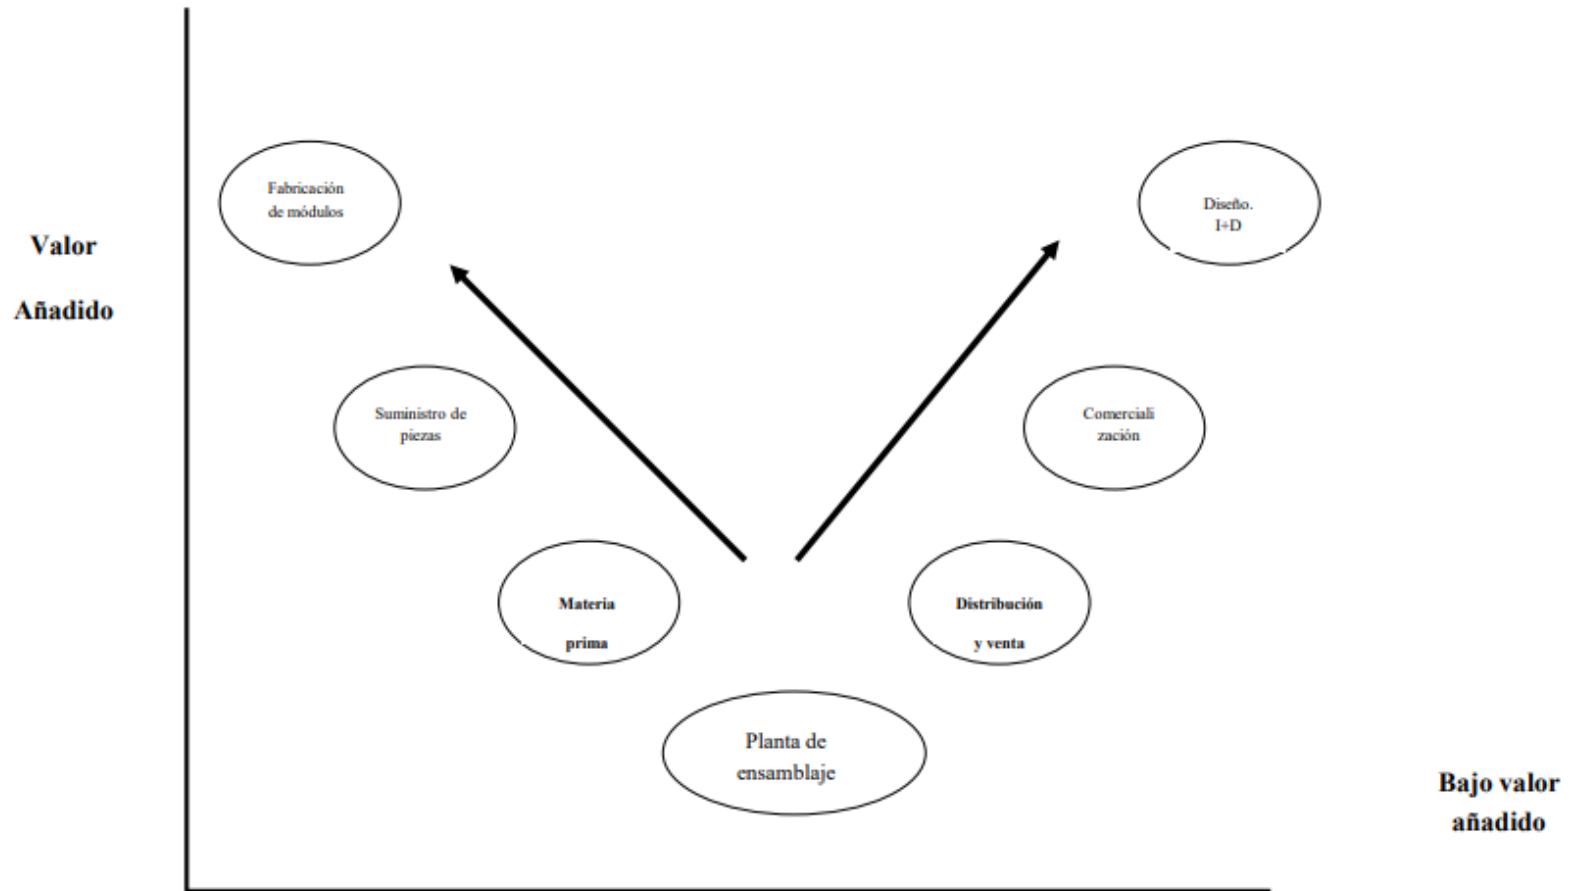 Fabricación
de módulos
Diseño.
I+D
Valor
Añadido
Suministro de
piezas
Comerciali
zación
Materia
prima
Distribución
y venta
Planta de
ensamblaje
Bajo valor
añadido